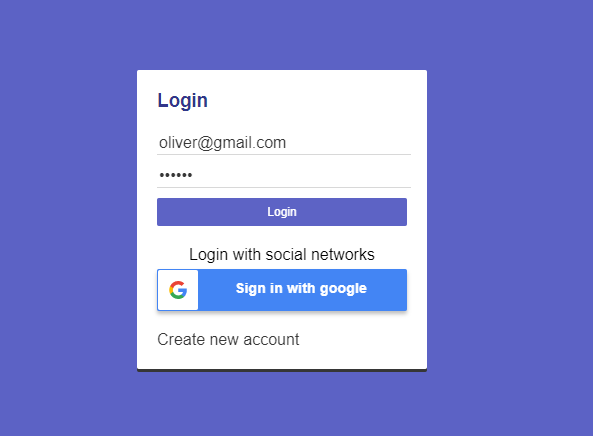 Login
oliver@gmail.com
••••••
Login
Login with social networks
Sign in with google
Create new account